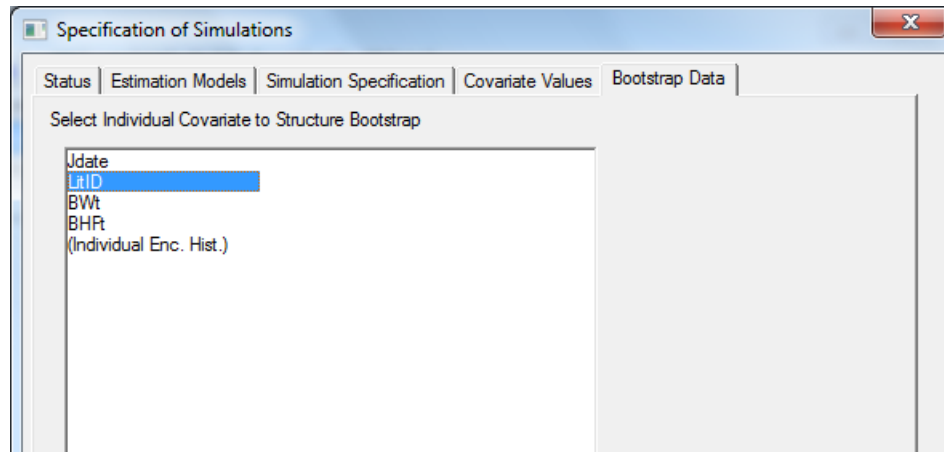 Specification of Simulations
Status Estimation Models Simulation Specification Covariate Values Bootstrap Data
Select Individual Covariate to Structure Bootstrap
Jdate
LitID
BWt
BHFt
(Individual Enc. Hist.)